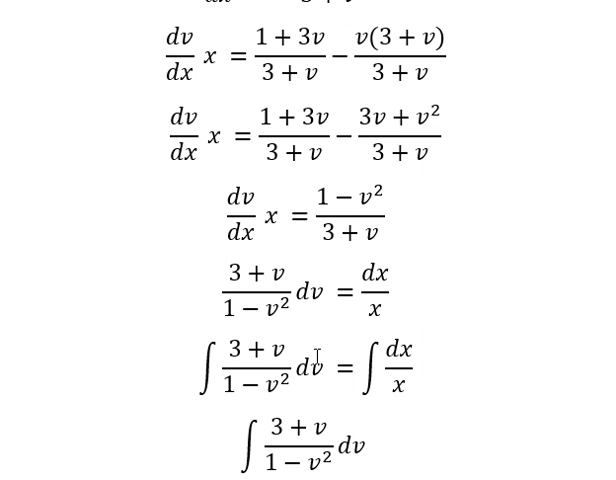 dv/dx x = (1 + 3v)/(3 + v) − v(3 + v)/(3 + v)
dv/dx x = (1 + 3v)/(3 + v) − (3v + v²)/(3 + v)
dv/dx x = (1 − v²)/(3 + v)
(3 + v)/(1 − v²) dv = dx/x
∫ (3 + v)/(1 − v²) dv = ∫ dx/x
∫ (3 + v)/(1 − v²) dv